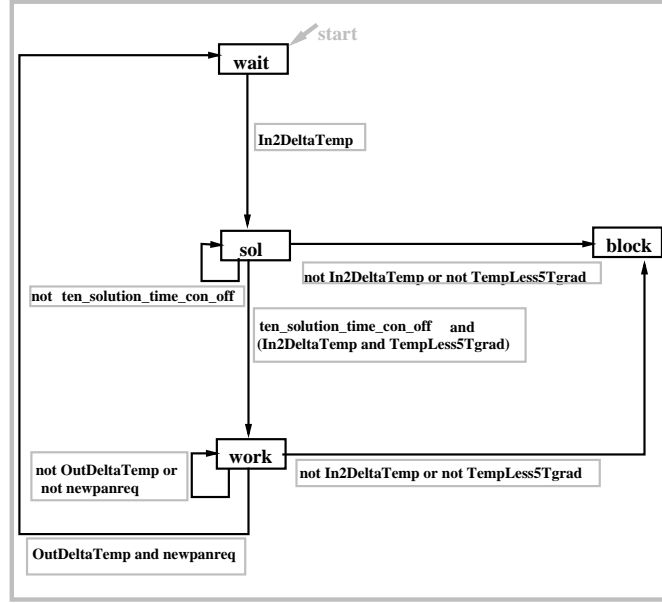 start
wait
In2DeltaTemp
sol
block
not In2DeltaTemp or not TempLess5Tgrad
not ten_solution_time_con_off
ten_solution_time_con_off and
(In2DeltaTemp and TempLess5Tgrad)
work
not OutDeltaTemp or
not newpanreq
not In2DeltaTemp or not TempLess5Tgrad
OutDeltaTemp and newpanreq